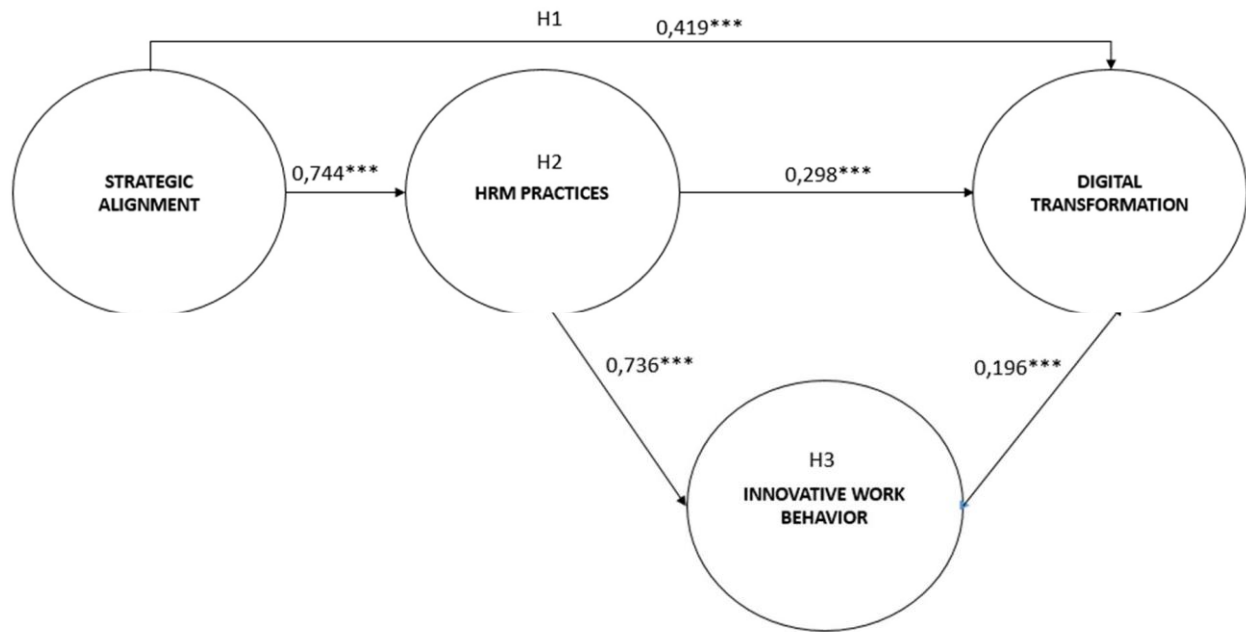 H1
0,419***
STRATEGIC
ALIGNMENT
0,744***
H2
HRM PRACTICES
0,298***
DIGITAL
TRANSFORMATION
0,736***
0,196***
H3
INNOVATIVE WORK
BEHAVIOR